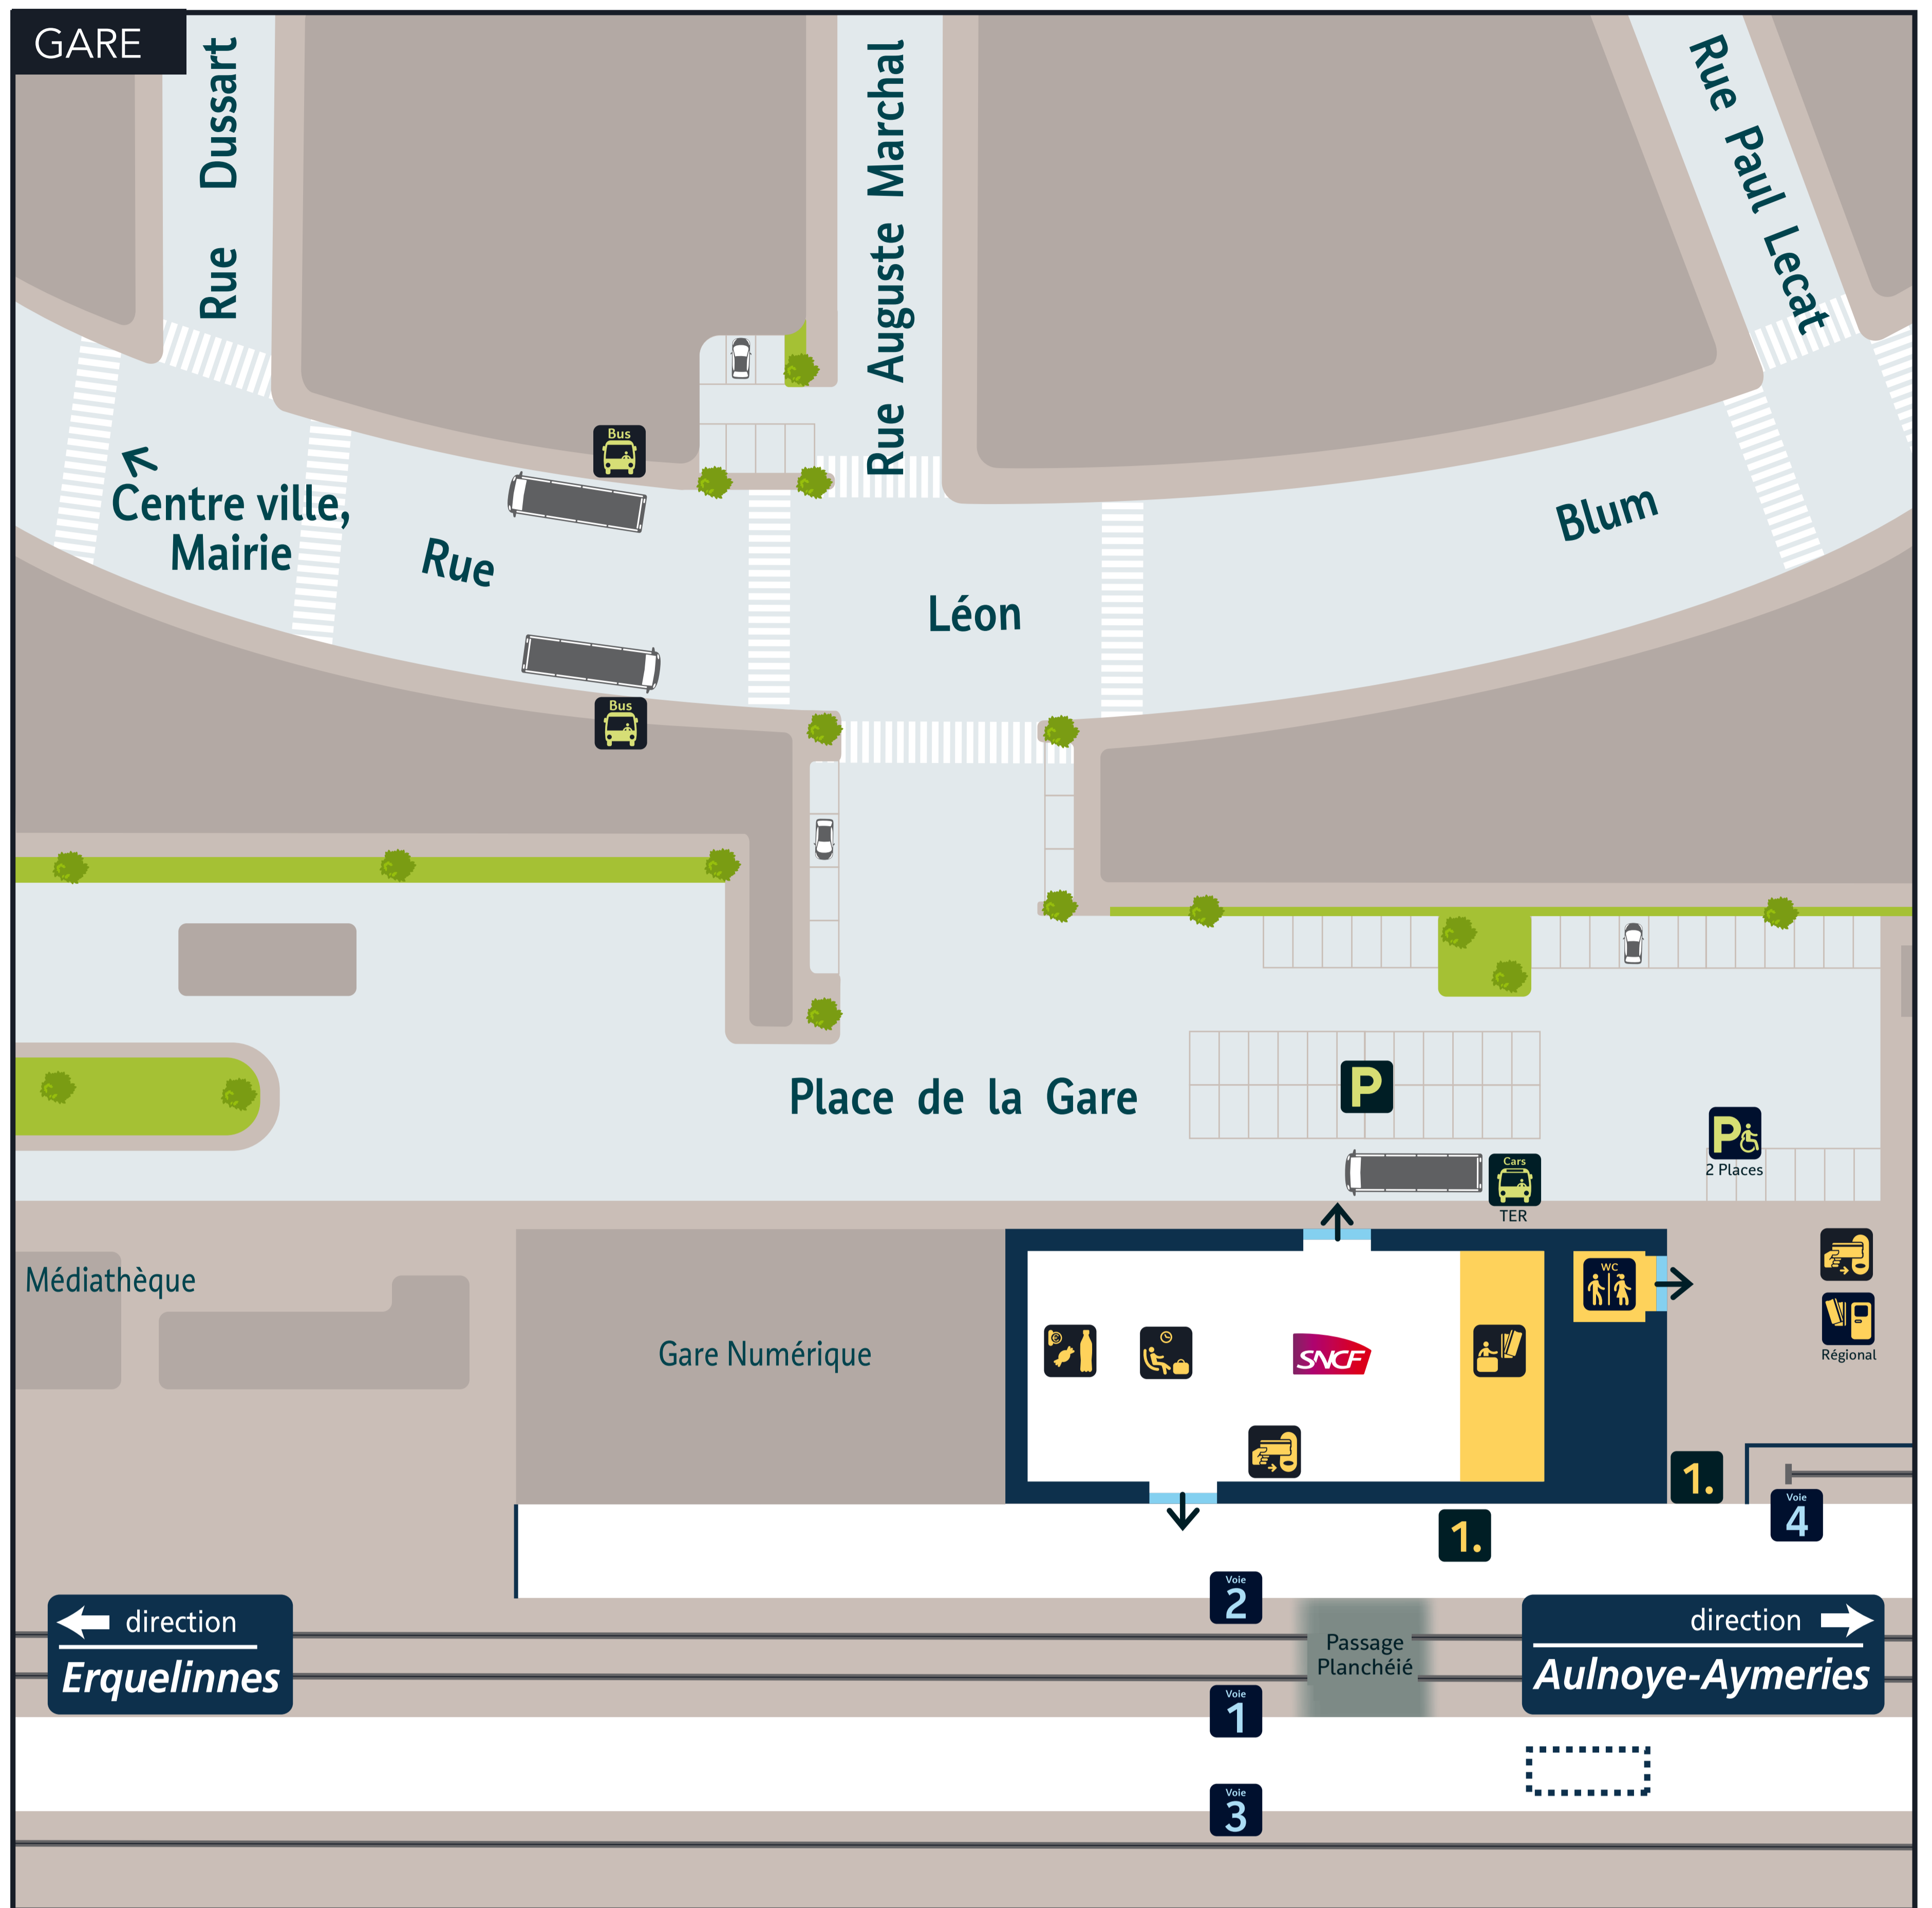 GARE
Rue Dussart
Rue Auguste Marchal
Rue Paul Lecat
Bus
Centre ville,
Mairie
Rue
Léon
Blum
Bus
Place de la Gare
P
P
2 Places
Cars
TER
Médiathèque
Gare Numérique
SNCF
WC
Régional
1.
1.
Voie
4
Voie
2
direction
Erquelinnes
Passage
Planchéié
direction
Aulnoye-Aymeries
Voie
1
Voie
3